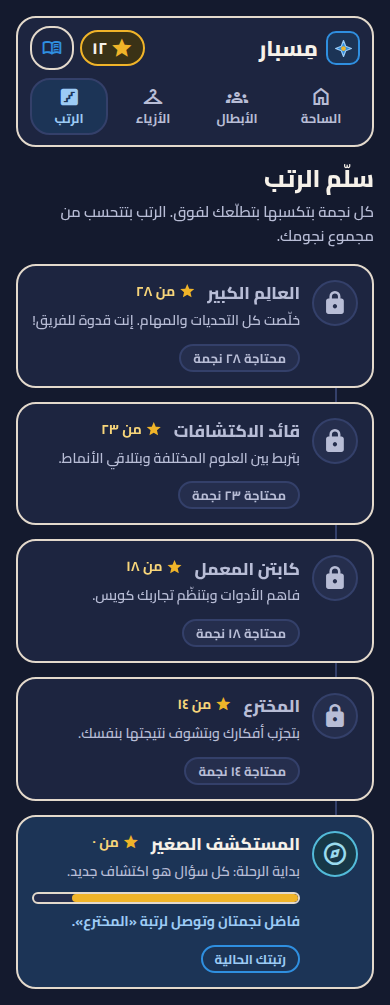 مِسبار
١٢
الساحة
الأبطال
الأزياء
الرتب
سلّم الرتب
كل نجمة بتكسبها بتطلّعك لفوق. الرتب بتتحسب من
مجموع نجومك.
العالِم الكبير
من ٢٨
خلّصت كل التحديات والمهام. إنت قدوة للفريق!
محتاجة ٢٨ نجمة
قائد الاكتشافات
من ٢٣
بتربط بين العلوم المختلفة وبتلاقي الأنماط.
محتاجة ٢٣ نجمة
كابتن المعمل
من ١٨
فاهم الأدوات وبتنظّم تجاربك كويس.
محتاجة ١٨ نجمة
المخترع
من ١٤
بتجرّب أفكارك وبتشوف نتيجتها بنفسك.
محتاجة ١٤ نجمة
المستكشف الصغير
من ٠
بداية الرحلة: كل سؤال هو اكتشاف جديد.
فاضل نجمتان وتوصل لرتبة «المخترع».
رتبتك الحالية